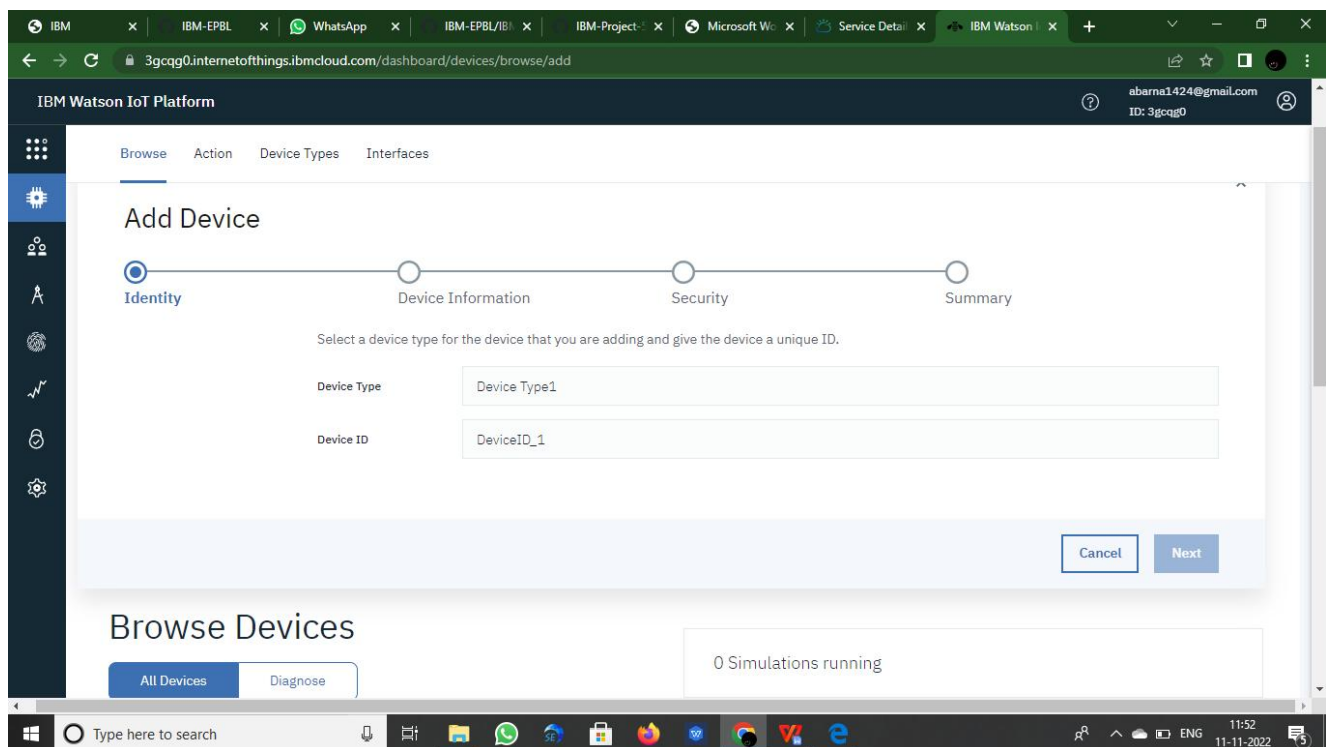 IBM IBM-EPBL WhatsApp IBM-EPBL/IB IBM-Project- Microsoft Wo Service Detail IBM Watson I
3gcqg0.internetofthings.ibmcloud.com/dashboard/devices/browse/add
IBM Watson IoT Platform
abarna1424@gmail.com
ID: 3gcqg0
Browse Action Device Types Interfaces
Add Device
Identity Device Information Security Summary
Select a device type for the device that you are adding and give the device a unique ID.
Device Type Device Type1
Device ID DeviceID_1
Cancel Next
Browse Devices
0 Simulations running
All Devices Diagnose
Type here to search
ENG
11:52
11-11-2022
5